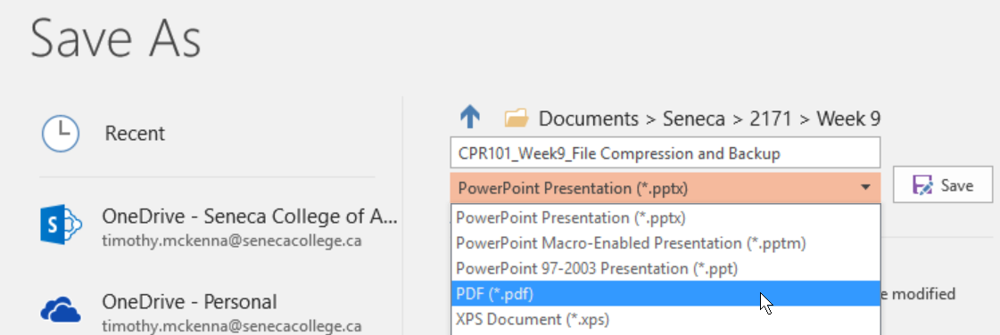 Save As
Recent
OneDrive - Seneca College of A...
timothy.mckenna@senecacollege.ca
OneDrive - Personal
timothy.mckenna@senecacollege.ca
Documents > Seneca > 2171 > Week 9
CPR101_Week9_File Compression and Backup
PowerPoint Presentation (*.pptx)
Save
PowerPoint Presentation (*.pptx)
PowerPoint Macro-Enabled Presentation (*.pptm)
PowerPoint 97-2003 Presentation (*.ppt)
PDF (*.pdf)
XPS Document (*.xps)
modified